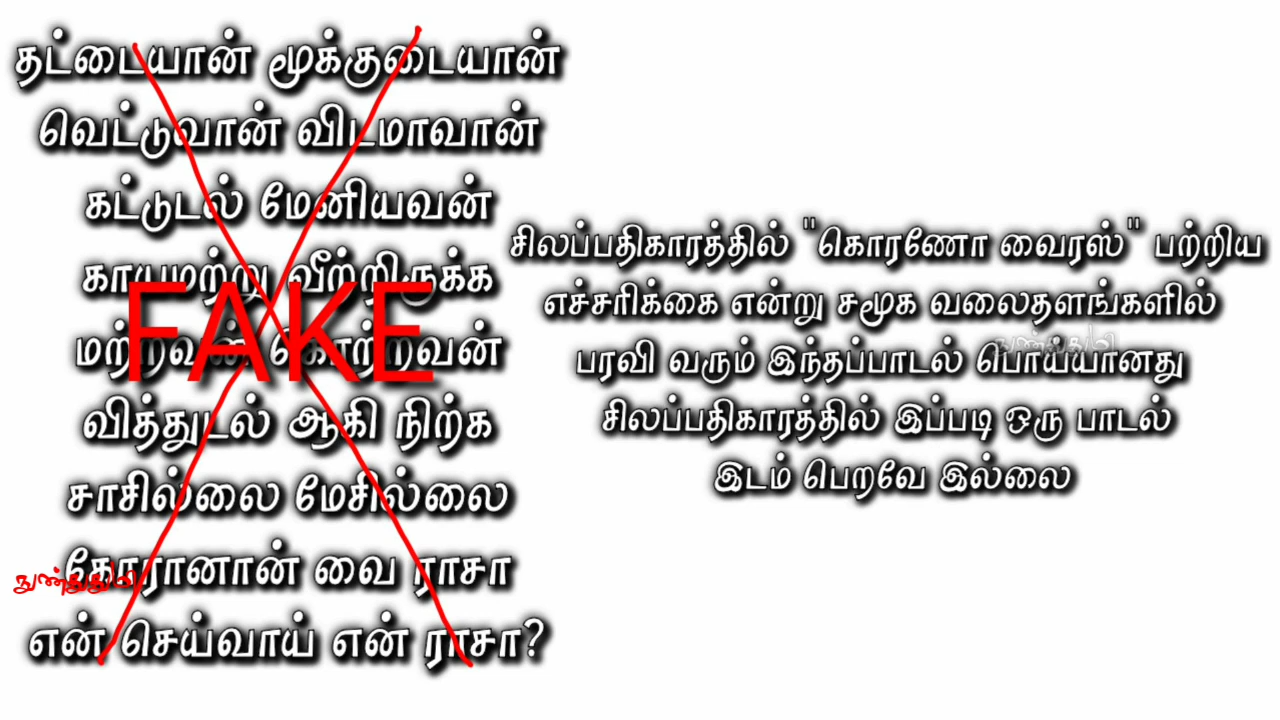 தட்டையான் மூக்குடையான்
வெட்டுவான் விடமாவான்
கட்டுடல் மேனியவன்
காயமற்று வீற்றிருக்க
FAKE
மற்றவன் கொற்றவன்
வித்துடல் ஆகி நிற்க
சாசில்லை மேசில்லை
கோரானான் வை ராசா
என் செய்வாய் என் ராசா?
சிலப்பதிகாரத்தில் "கொரணோ வைரஸ்" பற்றிய
எச்சரிக்கை என்று சமூக வலைதளங்களில்
பரவி வரும் இந்தப்பாடல் பொய்யானது
சிலப்பதிகாரத்தில் இப்படி ஒரு பாடல்
இடம் பெறவே இல்லை